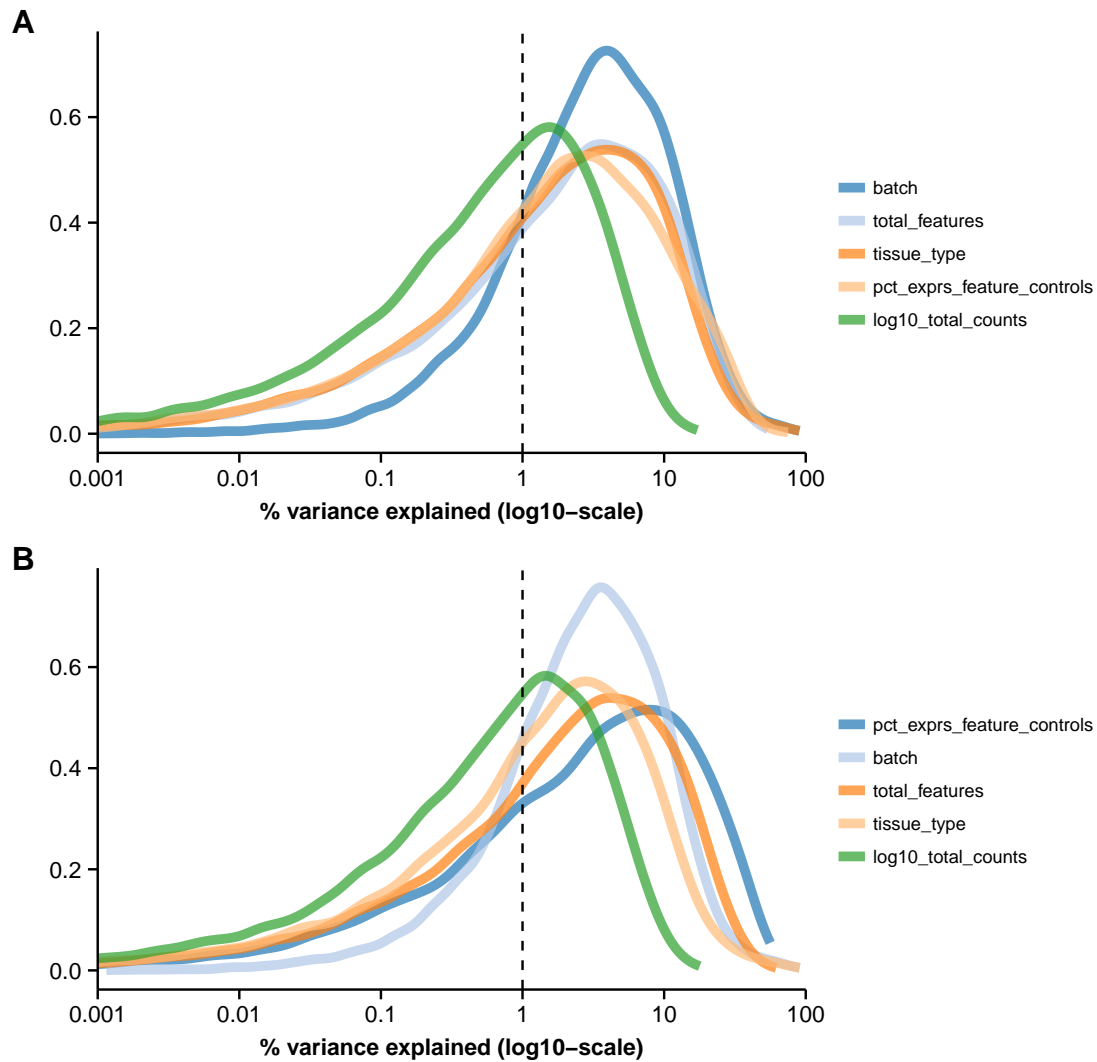 A
0.6
0.4
0.2
0.0
0.001 0.01 0.1 1 10 100
% variance explained (log10−scale)
batch
total_features
tissue_type
pct_exprs_feature_controls
log10_total_counts
B
0.6
0.4
0.2
0.0
0.001 0.01 0.1 1 10 100
% variance explained (log10−scale)
pct_exprs_feature_controls
batch
total_features
tissue_type
log10_total_counts